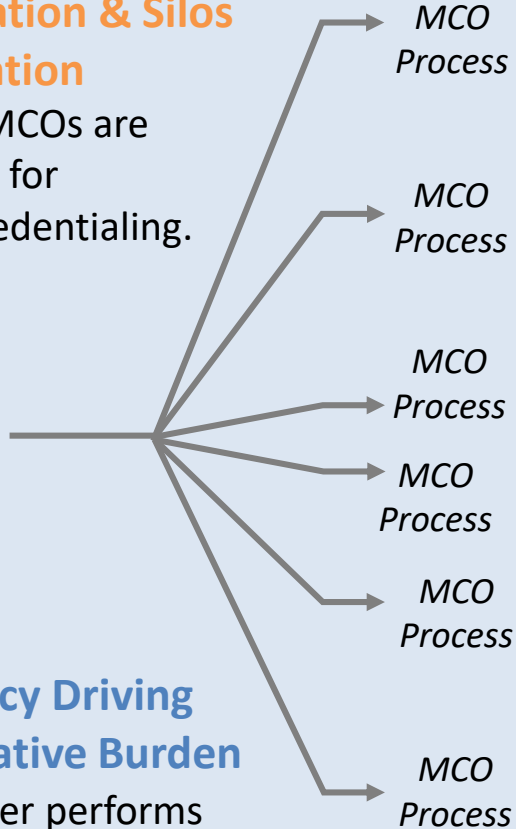 ation & Silos
ation
MCOs are
for
edentialing.
MCO
Process
MCO
Process
MCO
Process
MCO
Process
MCO
Process
cy Driving
ative Burden
er performs
MCO
Process